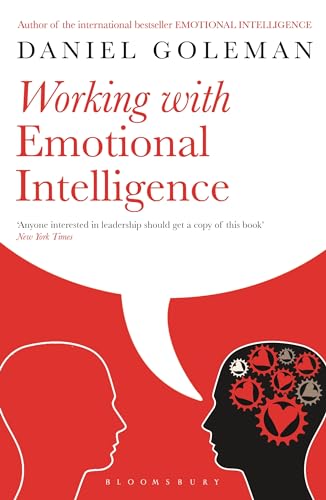 Author of the international bestseller EMOTIONAL INTELLIGENCE
DANIEL GOLEMAN
Working with
Emotional
Intelligence
‘Anyone interested in leadership should get a copy of this book’
New York Times
BLOOMSBURY